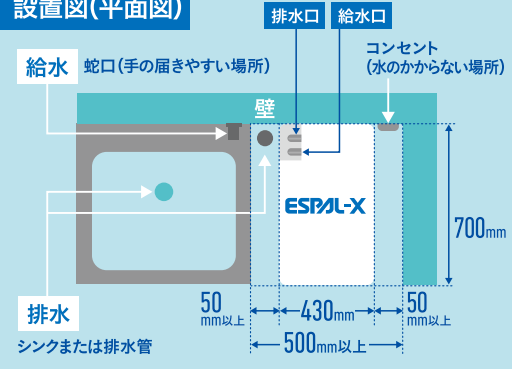 設置図(平面図)
排水口 給水口
給水 蛇口(手の届きやすい場所)
コンセント
(水のかからない場所)
壁
ESPAL-X
700mm
排水
シンクまたは排水管
50
mm以上
430mm
50
mm以上
500mm以上